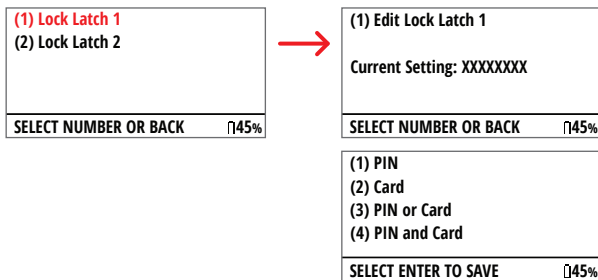 (1) Lock Latch 1
(2) Lock Latch 2
SELECT NUMBER OR BACK 45%
(1) Edit Lock Latch 1
Current Setting: XXXXXXXX
SELECT NUMBER OR BACK 45%
(1) PIN
(2) Card
(3) PIN or Card
(4) PIN and Card
SELECT ENTER TO SAVE 45%